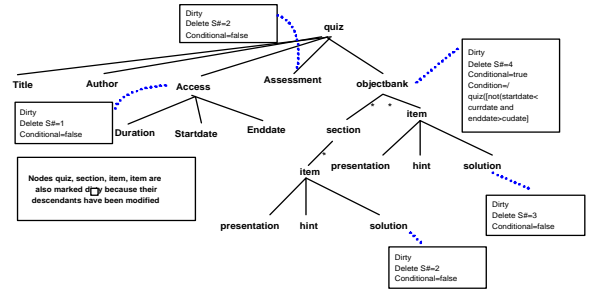 Dirty
Delete S#=2
Conditional=false
quiz
Title
Author
Access
Assessment
objectbank
Dirty
Delete S#=4
Conditional=true
Condition=/
quiz([not(startdate<
currdate and
enddate>cudate]
Dirty
Delete S#=1
Conditional=false
Duration
Startdate
Enddate
section
*
*
item
Nodes quiz, section, item, item are
also marked dirty because their
descendants have been modified
*
item
presentation
hint
solution
Dirty
Delete S#=3
Conditional=false
presentation
hint
solution
Dirty
Delete S#=2
Conditional=false